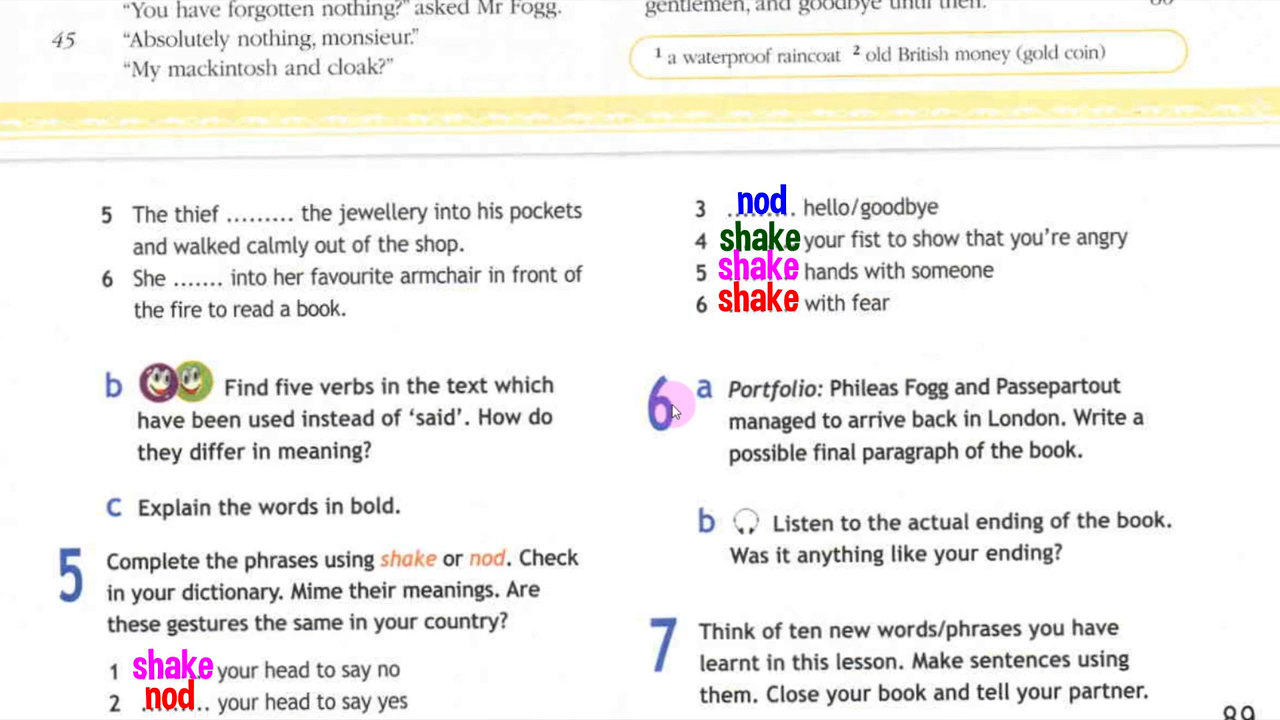 "You have forgotten nothing?" asked Mr Fogg.
45 "Absolutely nothing, monsieur."
"My mackintosh and cloak?"
gentlemen, and goodbye until then.
1 a waterproof raincoat 2 old British money (gold coin)
5 The thief ......... the jewellery into his pockets
and walked calmly out of the shop.
6 She ....... into her favourite armchair in front of
the fire to read a book.
b Find five verbs in the text which
have been used instead of 'said'. How do
they differ in meaning?
c Explain the words in bold.
5 Complete the phrases using shake or nod. Check
in your dictionary. Mime their meanings. Are
these gestures the same in your country?
1 shake your head to say no
2 nod your head to say yes
3 nod hello/goodbye
4 shake your fist to show that you're angry
5 shake hands with someone
6 shake with fear
6 a Portfolio: Phileas Fogg and Passepartout
managed to arrive back in London. Write a
possible final paragraph of the book.
b Listen to the actual ending of the book.
Was it anything like your ending?
7 Think of ten new words/phrases you have
learnt in this lesson. Make sentences using
them. Close your book and tell your partner.
89